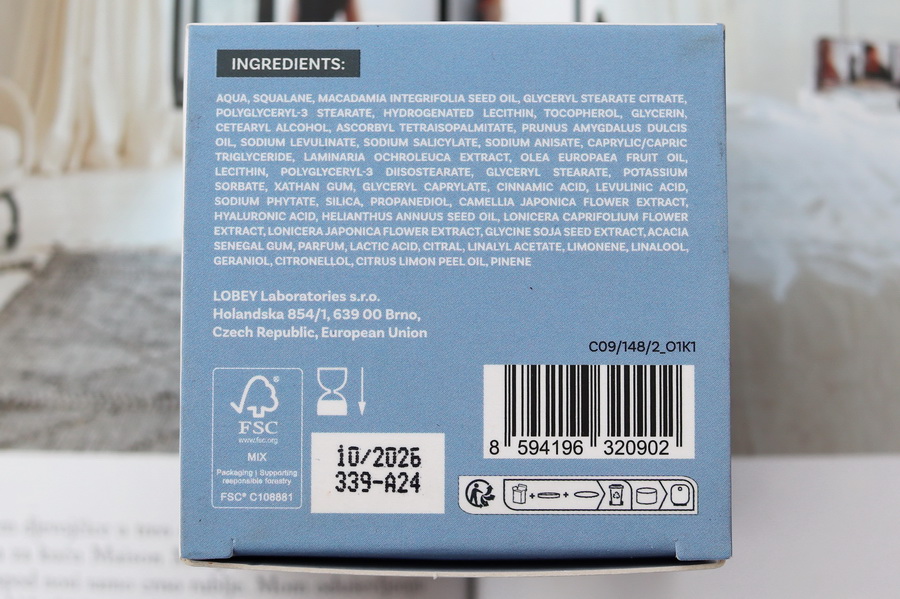 INGREDIENTS:
AQUA, SQUALANE, MACADAMIA INTEGRIFOLIA SEED OIL, GLYCERYL STEARATE CITRATE,
POLYGLYCERYL-3 STEARATE, HYDROGENATED LECITHIN, TOCOPHEROL, GLYCERIN,
CETEARYL ALCOHOL, ASCORBYL TETRAISOPALMITATE, PRUNUS AMYGDALUS DULCIS
OIL, SODIUM LEVULINATE, SODIUM SALICYLATE, SODIUM ANISATE, CAPRYLIC/CAPRIC
TRIGLYCERIDE, LAMINARIA OCHROLEUCA EXTRACT, OLEA EUROPAEA FRUIT OIL,
LECITHIN, POLYGLYCERYL-3 DIISOSTEARATE, GLYCERYL STEARATE, POTASSIUM
SORBATE, XATHAN GUM, GLYCERYL CAPRYLATE, CINNAMIC ACID, LEVULINIC ACID,
SODIUM PHYTATE, SILICA, PROPANEDIOL, CAMELLIA JAPONICA FLOWER EXTRACT,
HYALURONIC ACID, HELIANTHUS ANNUUS SEED OIL, LONICERA CAPRIFOLIUM FLOWER
EXTRACT, LONICERA JAPONICA FLOWER EXTRACT, GLYCINE SOJA SEED EXTRACT, ACACIA
SENEGAL GUM, PARFUM, LACTIC ACID, CITRAL, LINALYL ACETATE, LIMONENE, LINALOOL,
GERANIOL, CITRONELLOL, CITRUS LIMON PEEL OIL, PINENE
LOBEY Laboratories s.r.o.
Holandska 854/1, 639 00 Brno,
Czech Republic, European Union
C09/148/2_01K1
FSC®
www.fsc.org
MIX
Packaging | Supporting
responsible forestry
FSC® C108881
10/2026
339-A24
8 594196 320902